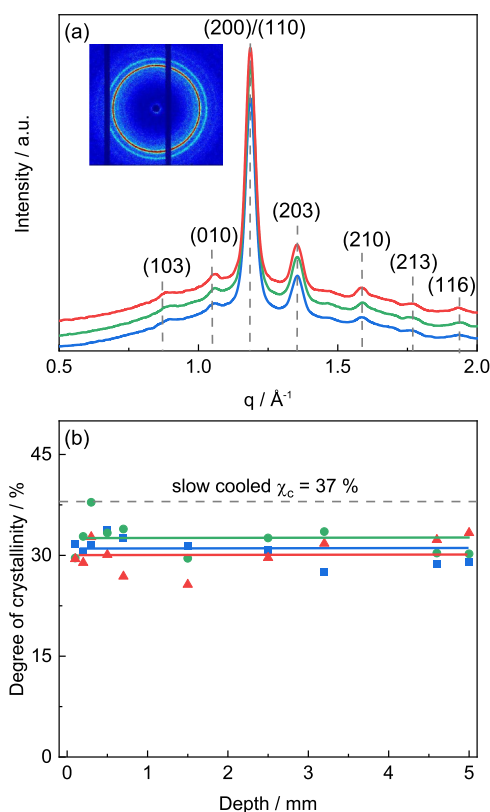 (a)
(200)/(110)
(203)
(010)
(210)
(103)
(213)
(116)
Intensity / a.u.
0.5 1.0 1.5 2.0
q / Å-1
(b)
45
slow cooled χc = 37 %
30
15
0
Degree of crystallinity / %
0 1 2 3 4 5
Depth / mm